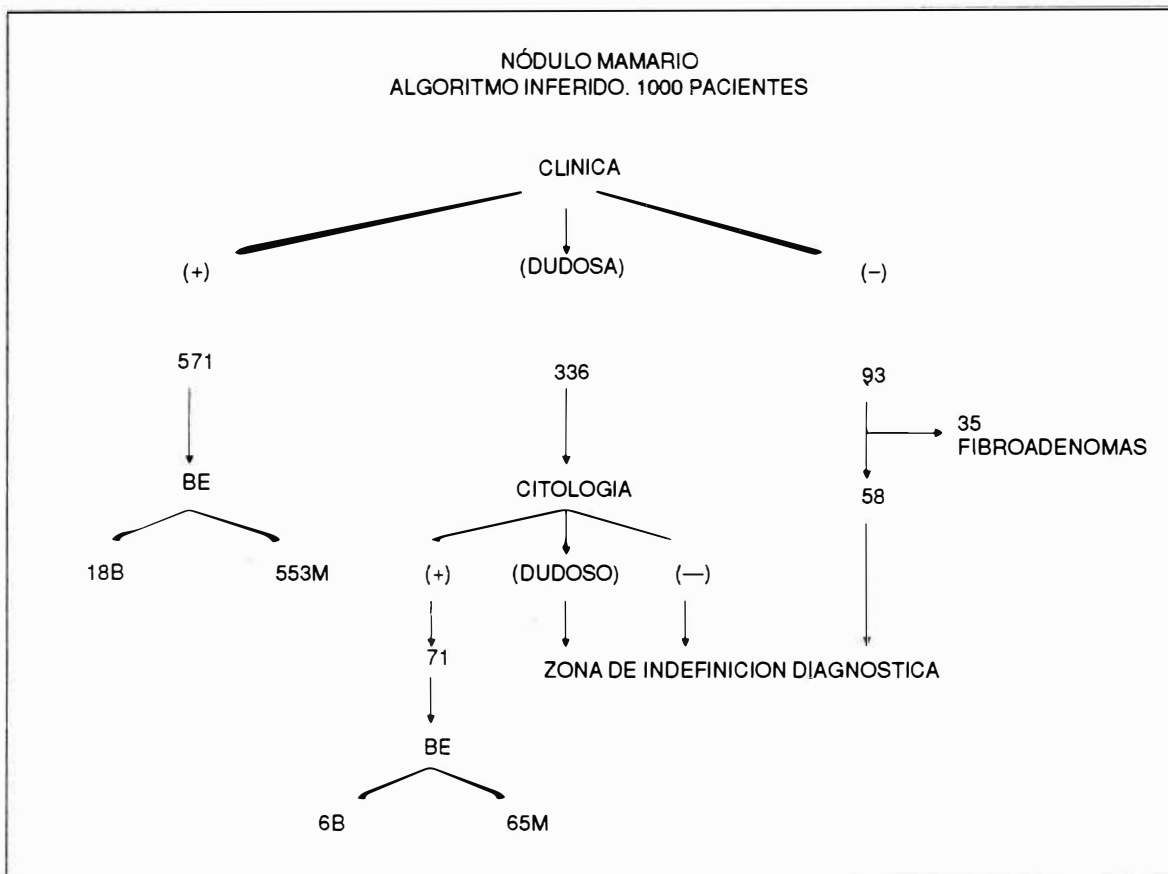 NÓDULO MAMARIO
ALGORITMO INFERIDO. 1000 PACIENTES
CLINICA
(+)
(DUDOSA)
(–)
571
336
93
35
FIBROADENOMAS
BE
CITOLOGIA
58
18B
553M
(+)
(DUDOSO)
(—)
71
ZONA DE INDEFINICION DIAGNOSTICA
BE
6B
65M